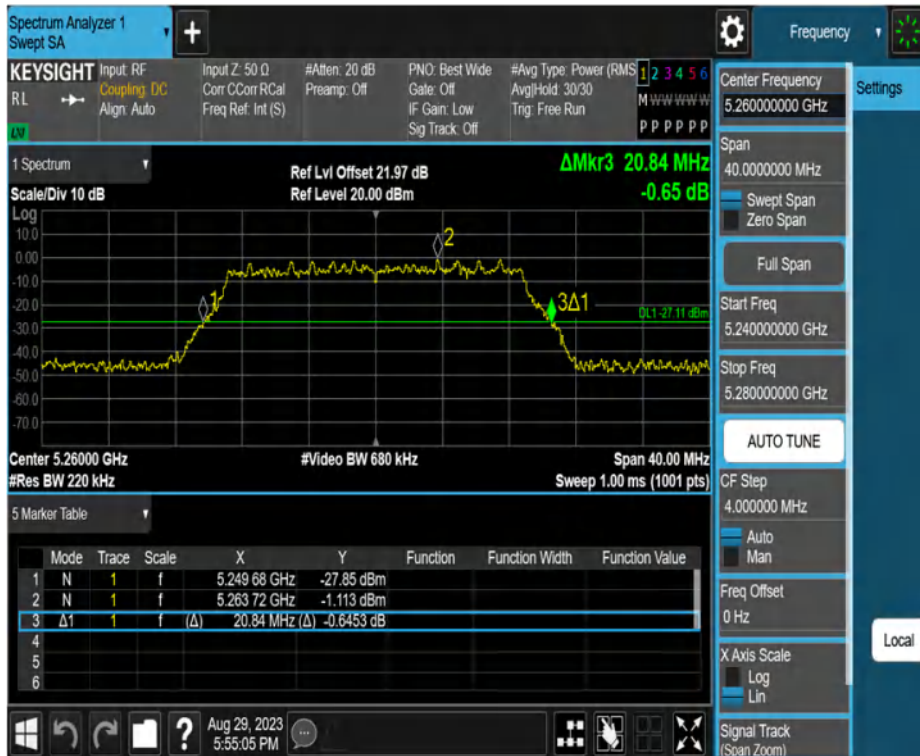 Spectrum Analyzer 1
Swept SA
Frequency
KEYSIGHT Input: RF Input Z: 50 Ω #Atten: 20 dB PNO: Best Wide #Avg Type: Power (RMS 1 2 3 4 5 6
RL Coupling: DC Corr CCorr RCal Preamp: Off Gate: Off Avg|Hold: 30/30 M W W W W W
Align: Auto Freq Ref: Int (S) IF Gain: Low Trig: Free Run
Sig Track: Off P P P P P P
LXI
1 Spectrum
Ref Lvl Offset 21.97 dB ΔMkr3 20.84 MHz
Scale/Div 10 dB Ref Level 20.00 dBm -0.65 dB
Log
10.0
0.00
-10.0
-20.0
-30.0
-40.0
-50.0
-60.0
-70.0
1
2
3Δ1
DL1 -27.11 dBm
Center 5.26000 GHz #Video BW 680 kHz Span 40.00 MHz
#Res BW 220 kHz Sweep 1.00 ms (1001 pts)
5 Marker Table
Mode Trace Scale X Y Function Function Width Function Value
1 N 1 f 5.249 68 GHz -27.85 dBm
2 N 1 f 5.263 72 GHz -1.113 dBm
3 Δ1 1 f (Δ) 20.84 MHz (Δ) -0.6453 dB
4
5
6
Aug 29, 2023
5:55:05 PM
Center Frequency
5.260000000 GHz
Span
40.0000000 MHz
Swept Span
Zero Span
Full Span
Start Freq
5.240000000 GHz
Stop Freq
5.280000000 GHz
AUTO TUNE
CF Step
4.000000 MHz
Auto
Man
Freq Offset
0 Hz
X Axis Scale
Log
Lin
Signal Track
(Span Zoom)
Settings
Local